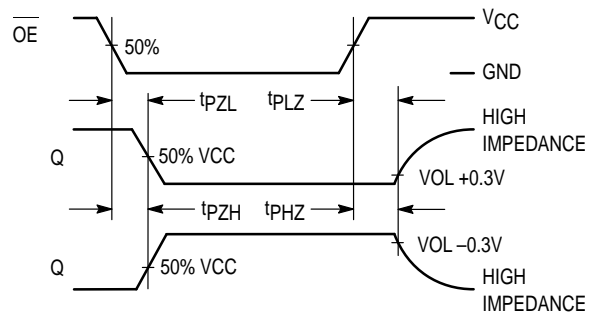 OE
VCC
50%
GND
tPZL
tPLZ
HIGH
IMPEDANCE
Q
50% VCC
VOL +0.3V
tPZH
tPHZ
VOL –0.3V
Q
50% VCC
HIGH
IMPEDANCE